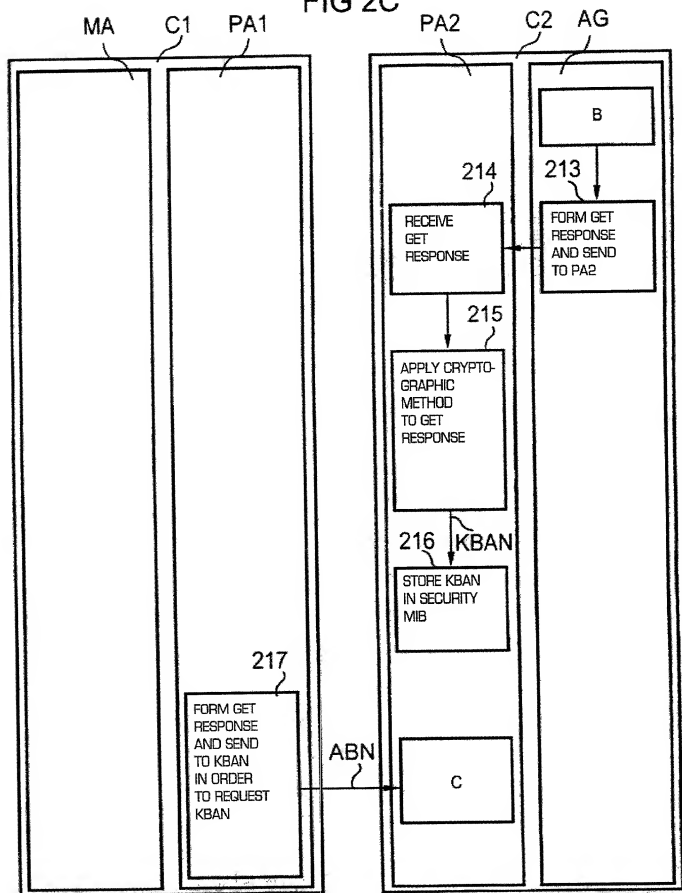 FIG 2C
MA C1 PA1 PA2 C2 AG
B
213
FORM GET
RESPONSE
AND SEND
TO PA2
214
RECEIVE
GET
RESPONSE
215
APPLY CRYPTO-
GRAPHIC
METHOD
TO GET
RESPONSE
KBAN
216
STORE KBAN
IN SECURITY
MIB
217
FORM GET
RESPONSE
AND SEND
TO KBAN
IN ORDER
TO REQUEST
KBAN
ABN
C